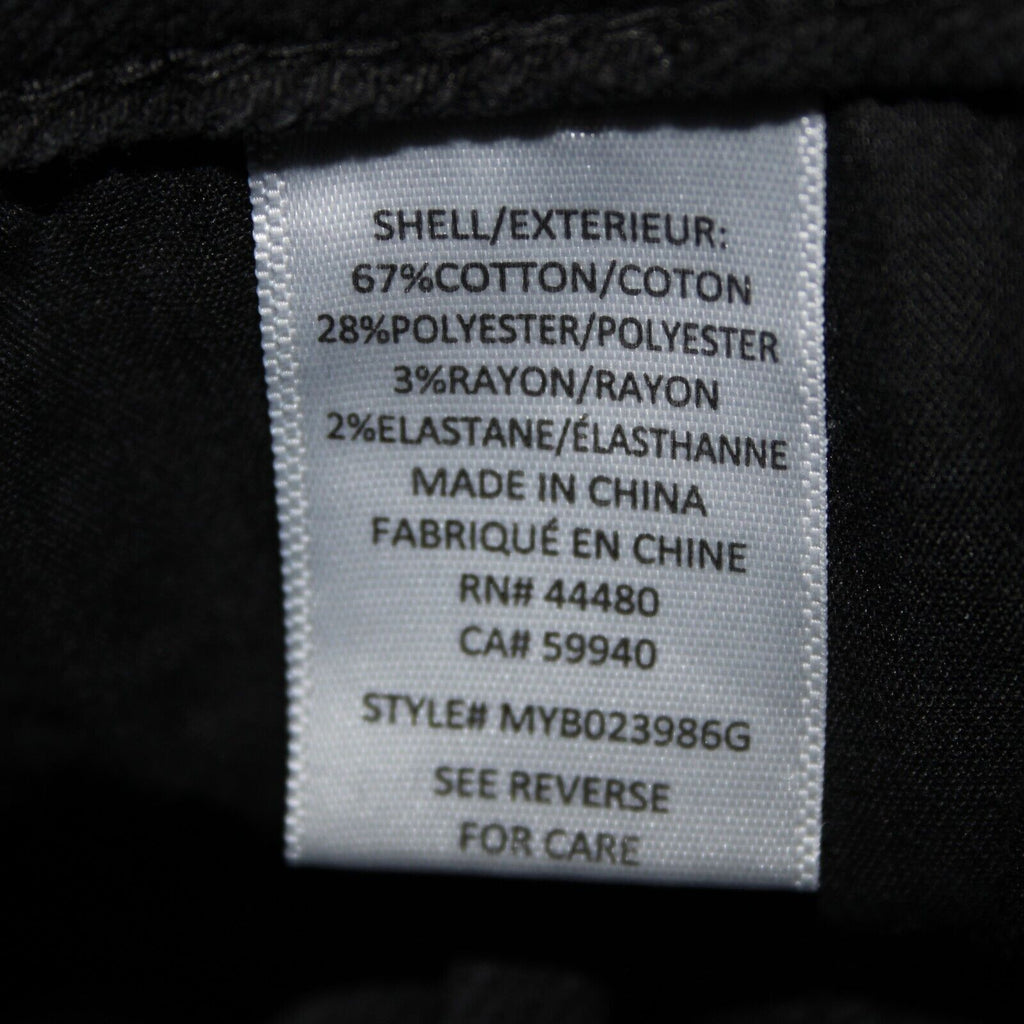 SHELL/EXTERIEUR:
67%COTTON/COTON
28%POLYESTER/POLYESTER
3%RAYON/RAYON
2%ELASTANE/ÉLASTHANNE
MADE IN CHINA
FABRIQUÉ EN CHINE
RN# 44480
CA# 59940
STYLE# MYB023986G
SEE REVERSE
FOR CARE